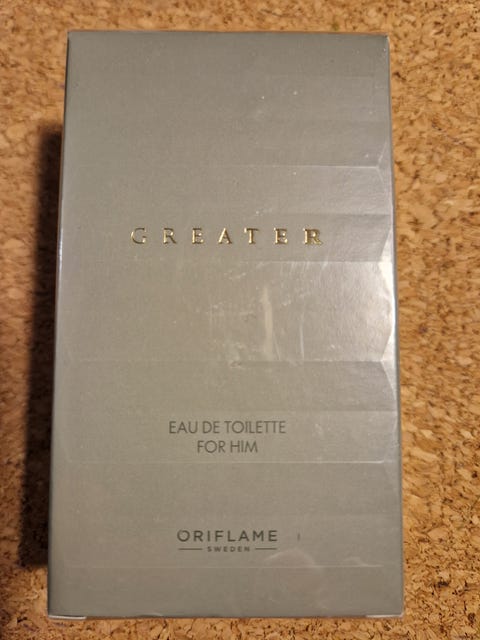 GREATER
EAU DE TOILETTE
FOR HIM
ORIFLAME
SWEDEN